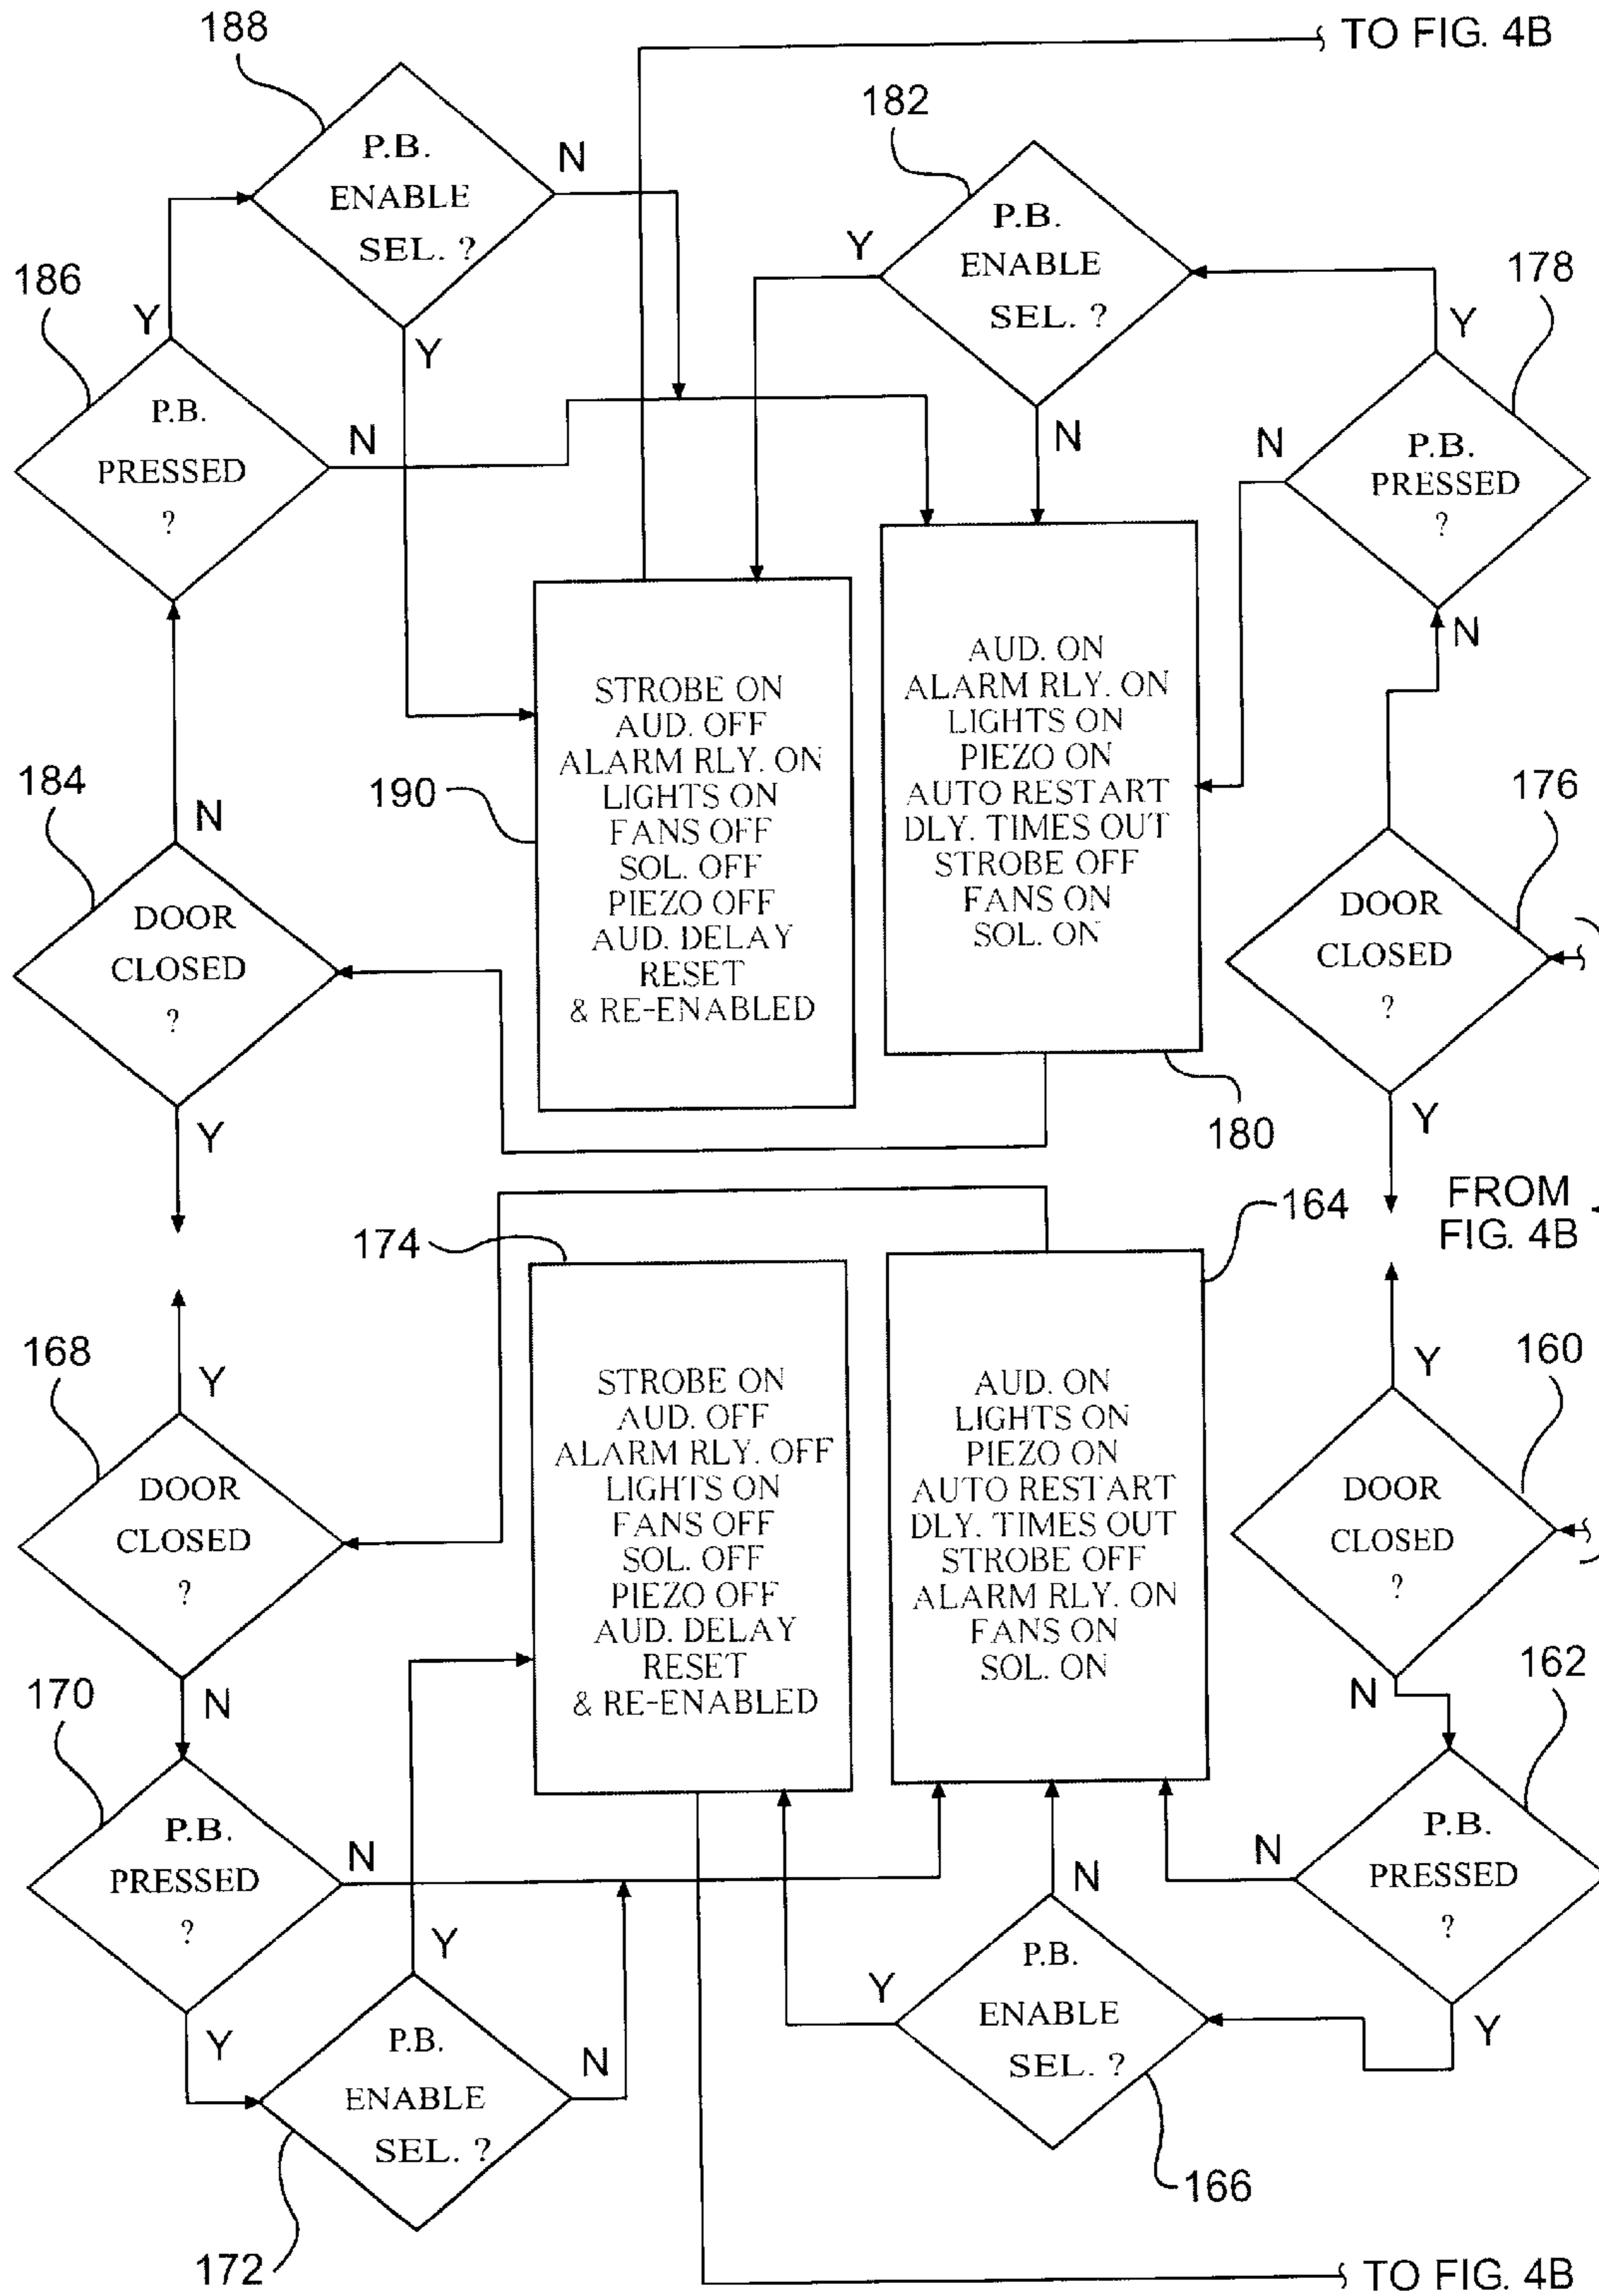 TO FIG. 4B
188
P.B.
ENABLE
SEL. ?
N
Y
182
P.B.
ENABLE
SEL. ?
Y
N
186
Y
P.B.
PRESSED
?
N
178
Y
P.B.
PRESSED
?
N
N
190
STROBE ON
AUD. OFF
ALARM RLY. ON
LIGHTS ON
FANS OFF
SOL. OFF
PIEZO OFF
AUD. DELAY
RESET
& RE-ENABLED
AUD. ON
ALARM RLY. ON
LIGHTS ON
PIEZO ON
AUTO RESTART
DLY. TIMES OUT
STROBE OFF
FANS ON
SOL. ON
180
184
N
DOOR
CLOSED
?
Y
176
DOOR
CLOSED
?
Y
FROM
FIG. 4B
174
164
168
Y
DOOR
CLOSED
?
N
STROBE ON
AUD. OFF
ALARM RLY. OFF
LIGHTS ON
FANS OFF
SOL. OFF
PIEZO OFF
AUD. DELAY
RESET
& RE-ENABLED
AUD. ON
LIGHTS ON
PIEZO ON
AUTO RESTART
DLY. TIMES OUT
STROBE OFF
ALARM RLY. ON
FANS ON
SOL. ON
160
Y
DOOR
CLOSED
?
N
170
P.B.
PRESSED
?
N
Y
162
P.B.
PRESSED
?
N
Y
172
Y
P.B.
ENABLE
SEL. ?
N
166
N
P.B.
ENABLE
SEL. ?
Y
TO FIG. 4B